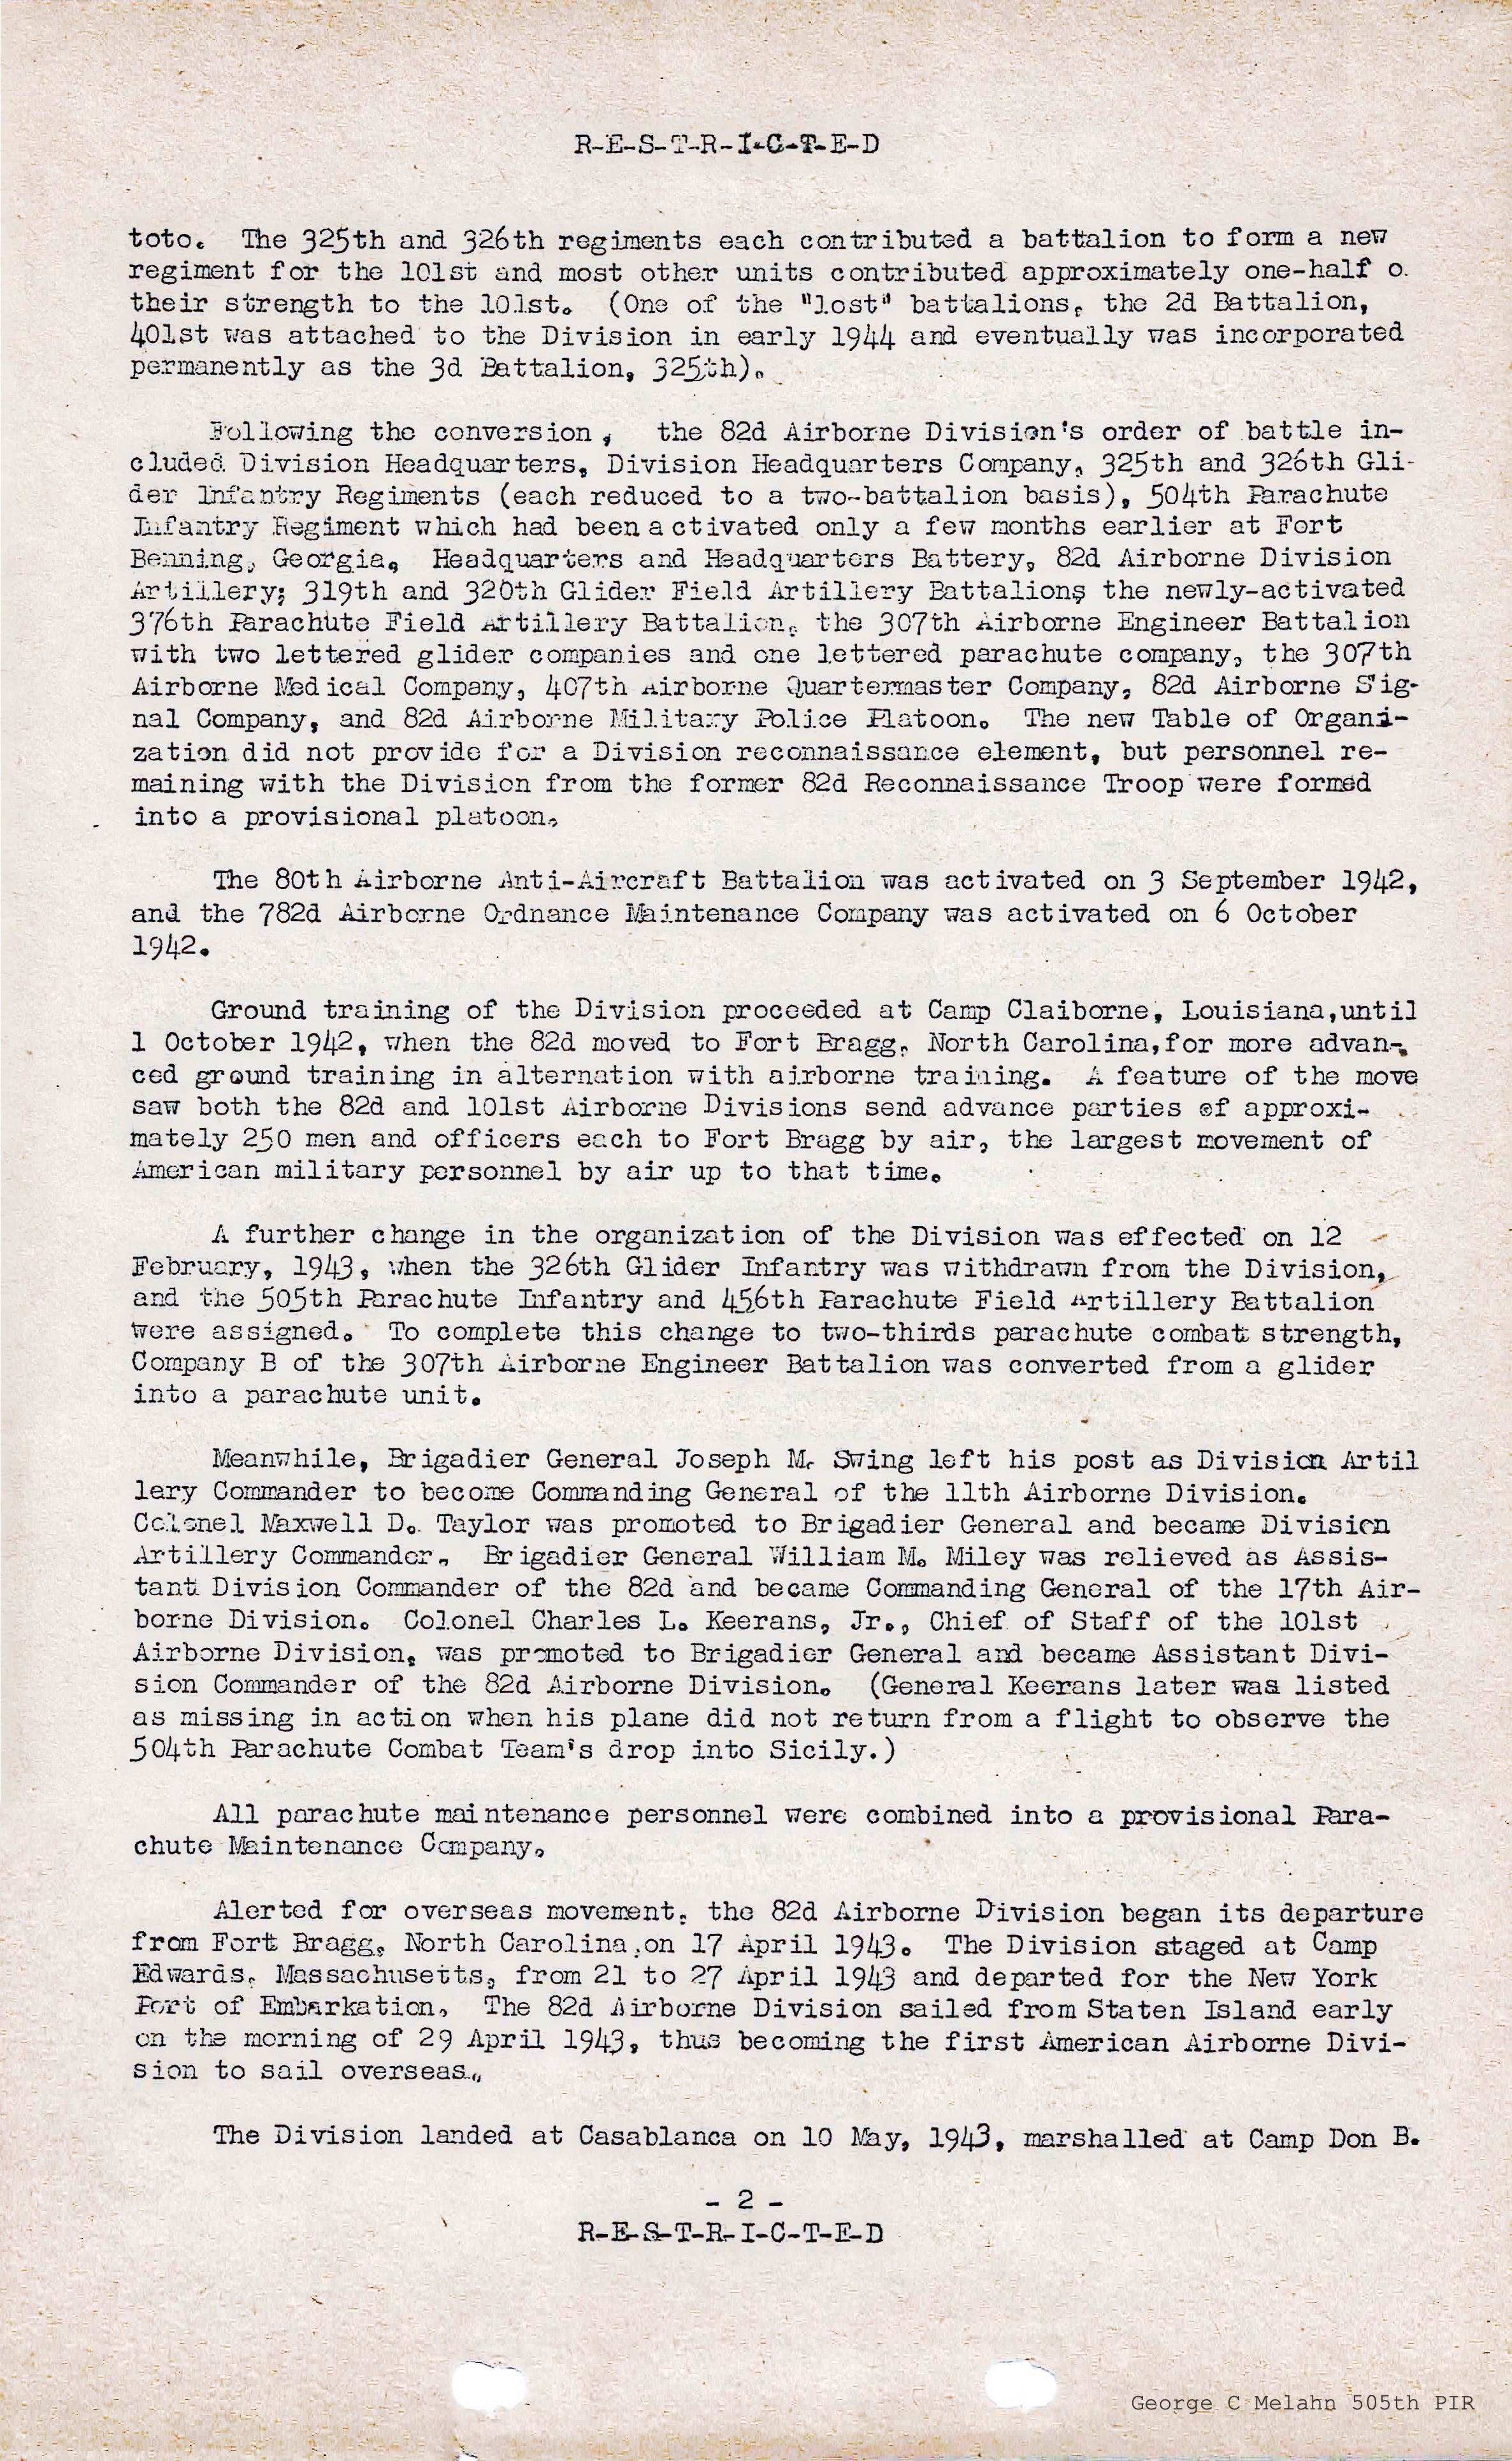 R-E-S-T-R-I-C-T-E-D
toto. The 325th and 326th regiments each contributed a battalion to form a new
regiment for the 101st and most other units contributed approximately one-half o.
their strength to the 101st. (One of the "lost" battalions, the 2d Battalion,
401st was attached to the Division in early 1944 and eventually was incorporated
permanently as the 3d Battalion, 325th).
Following the conversion, the 82d Airborne Division's order of battle in-
cluded Division Headquarters, Division Headquarters Company, 325th and 326th Gli-
der Infantry Regiments (each reduced to a two-battalion basis), 504th Parachute
Infantry Regiment which had been activated only a few months earlier at Fort
Benning, Georgia, Headquarters and Headquarters Battery, 82d Airborne Division
Artillery; 319th and 320th Glider Field Artillery Battalions the newly-activated
376th Parachute Field Artillery Battalion, the 307th Airborne Engineer Battalion
with two lettered glider companies and one lettered parachute company, the 307th
Airborne Medical Company, 407th Airborne Quartermaster Company, 82d Airborne Sig-
nal Company, and 82d Airborne Military Police Platoon. The new Table of Organi-
zation did not provide for a Division reconnaissance element, but personnel re-
maining with the Division from the former 82d Reconnaissance Troop were formed
into a provisional platoon.
The 80th Airborne Anti-Aircraft Battalion was activated on 3 September 1942,
and the 782d Airborne Ordnance Maintenance Company was activated on 6 October
1942.
Ground training of the Division proceeded at Camp Claiborne, Louisiana,until
1 October 1942, when the 82d moved to Fort Bragg, North Carolina,for more advan-
ced ground training in alternation with airborne training. A feature of the move
saw both the 82d and 101st Airborne Divisions send advance parties of approxi-
mately 250 men and officers each to Fort Bragg by air, the largest movement of
American military personnel by air up to that time.
A further change in the organization of the Division was effected on 12
February, 1943, when the 326th Glider Infantry was withdrawn from the Division,
and the 505th Parachute Infantry and 456th Parachute Field Artillery Battalion
were assigned. To complete this change to two-thirds parachute combat strength,
Company B of the 307th Airborne Engineer Battalion was converted from a glider
into a parachute unit.
Meanwhile, Brigadier General Joseph M. Swing left his post as Division Artil
lery Commander to become Commanding General of the 11th Airborne Division.
Colonel Maxwell D. Taylor was promoted to Brigadier General and became Division
Artillery Commander. Brigadier General William M. Miley was relieved as Assis-
tant Division Commander of the 82d and became Commanding General of the 17th Air-
borne Division. Colonel Charles L. Keerans, Jr., Chief of Staff of the 101st
Airborne Division, was promoted to Brigadier General and became Assistant Divi-
sion Commander of the 82d Airborne Division. (General Keerans later was listed
as missing in action when his plane did not return from a flight to observe the
504th Parachute Combat Team's drop into Sicily.)
All parachute maintenance personnel were combined into a provisional Para-
chute Maintenance Company.
Alerted for overseas movement, the 82d Airborne Division began its departure
from Fort Bragg, North Carolina,on 17 April 1943. The Division staged at Camp
Edwards, Massachusetts, from 21 to 27 April 1943 and departed for the New York
Port of Embarkation. The 82d Airborne Division sailed from Staten Island early
on the morning of 29 April 1943, thus becoming the first American Airborne Divi-
sion to sail overseas.
The Division landed at Casablanca on 10 May, 1943, marshalled at Camp Don B.
- 2 -
R-E-S-T-R-I-C-T-E-D
George C Melahn 505th PIR